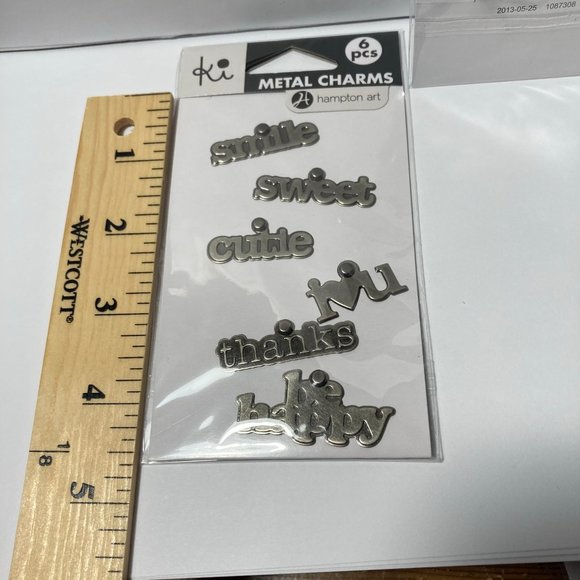 2013-05-25 1087308
Ki
6 pcs
METAL CHARMS
hampton art
smile
sweet
cutie
i♥u
thanks
be
happy
1
2
WESTCOTT®
3
4
1/8
5